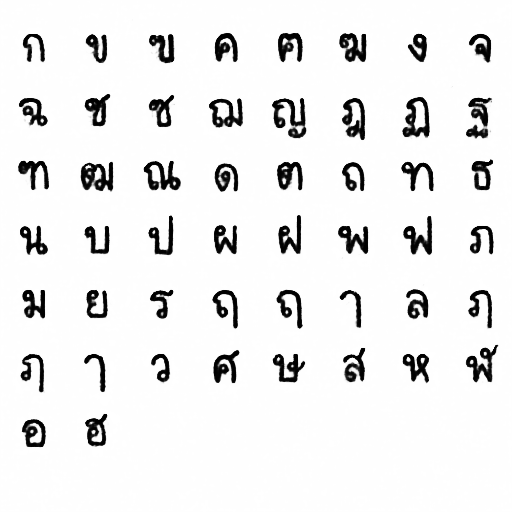 ก ข ฃ ค ฅ ฆ ง จ
ฉ ช ซ ฌ ญ ฎ ฏ ฐ
ฑ ฒ ณ ด ต ถ ท ธ
น บ ป ผ ฝ พ ฟ ภ
ม ย ร ฤ ฤ ๅ ล ฦ
ฦ ๅ ว ศ ษ ส ห ฬ
อ ฮ